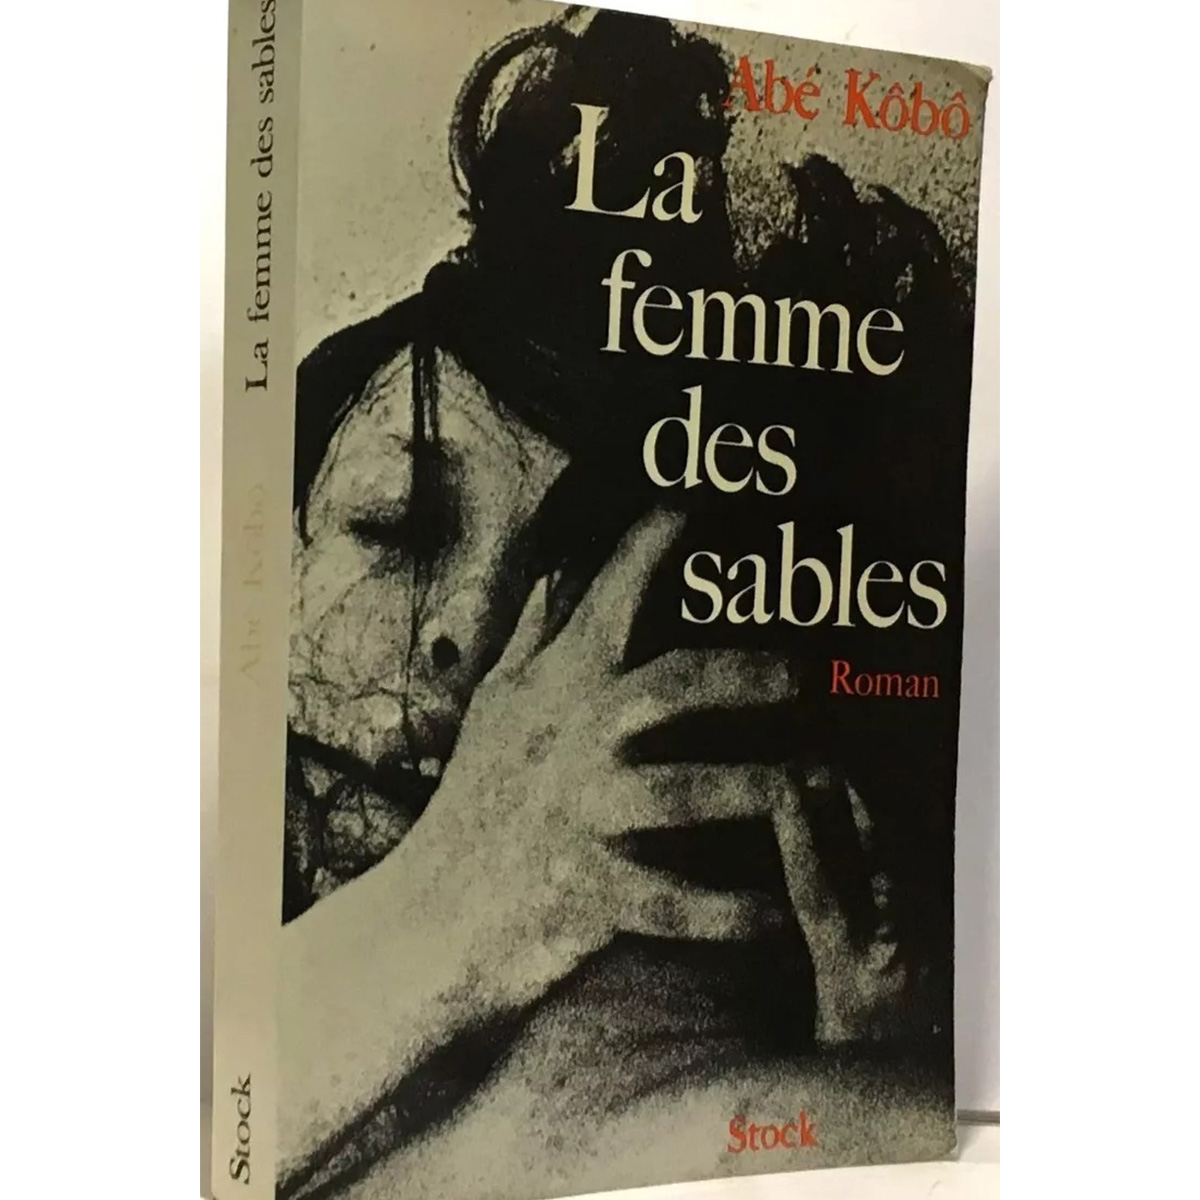 Abé Kôbô
La
femme
des
sables
Roman
Stock
La femme des sables
Abé Kôbô
Stock